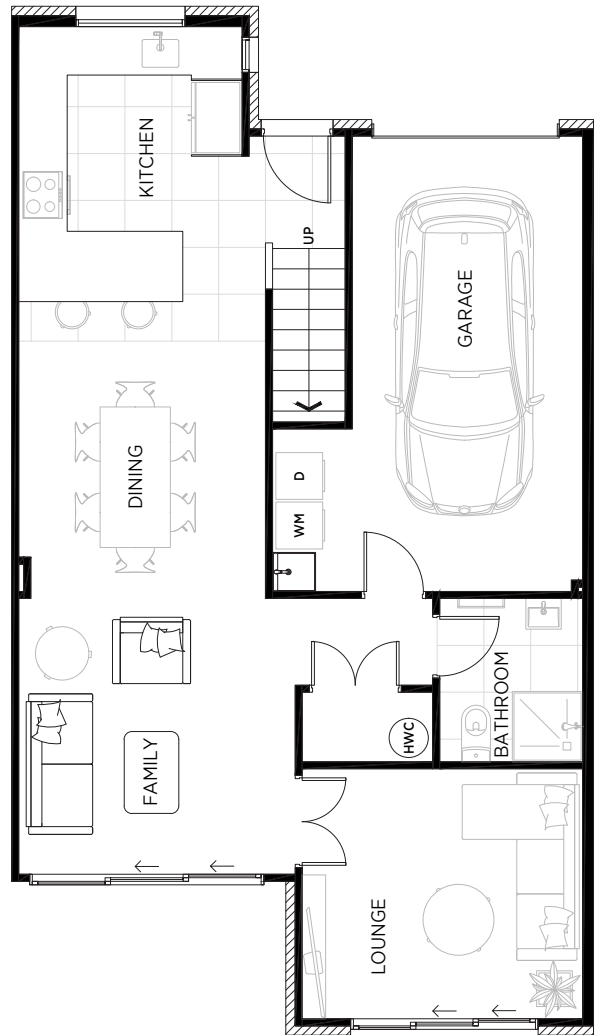 KITCHEN
UP
GARAGE
DINING
D
WM
BATHROOM
HWC
FAMILY
LOUNGE